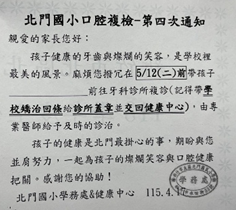 北門國小口腔複檢-第四次通知
親愛的家長您好:
孩子健康的牙齒與燦爛的笑容,是學校裡
最美的風景。麻煩您撥冗在5/12(二)前帶孩子
前往牙科診所複診(記得帶學
校矯治回條給診所蓋章並交回健康中心),由專
業醫師給予及時的診治。
孩子的健康是北門最掛心的事,期盼與您
並肩努力,一起為孩子的燦爛笑容與口腔健康
把關。感謝您的協助!
北門國小學務處&健康中心 115.4.
學務處